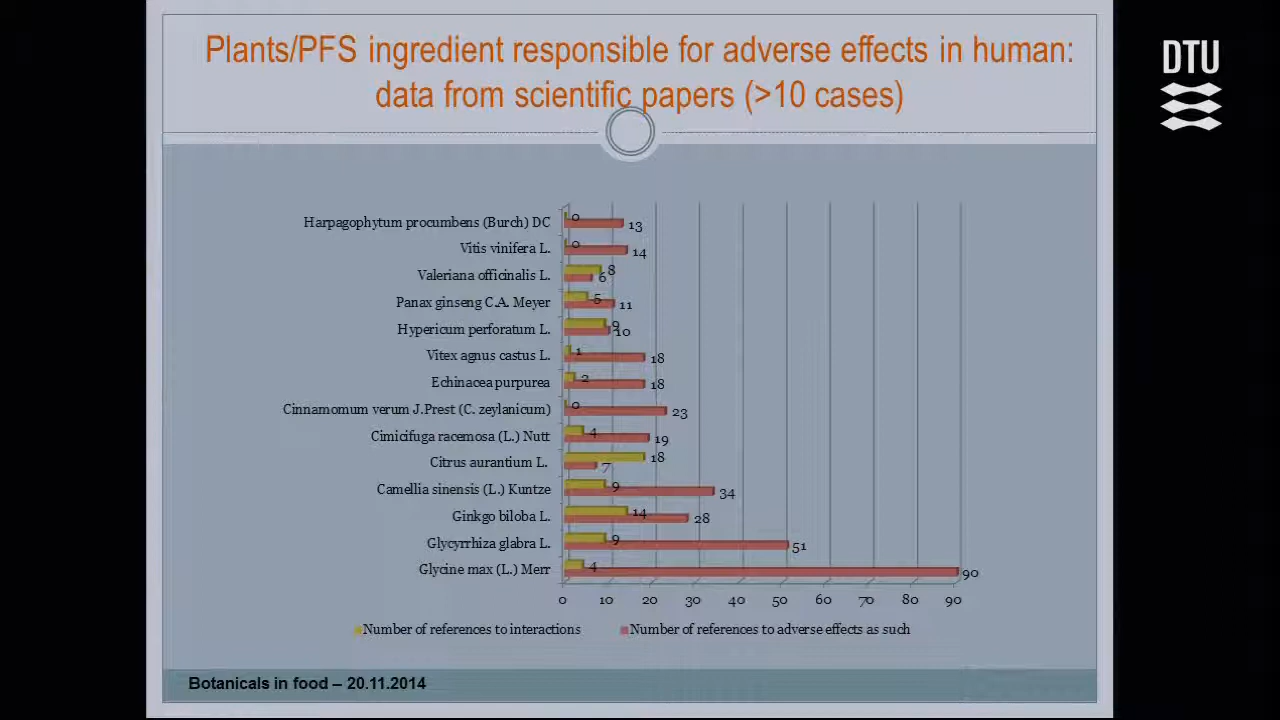 Plants/PFS ingredient responsible for adverse effects in human:
data from scientific papers (>10 cases)
DTU
Harpagophytum procumbens (Burch) DC 0 13
Vitis vinifera L. 0 14
Valeriana officinalis L. 8 6
Panax ginseng C.A. Meyer 5 11
Hypericum perforatum L. 9 10
Vitex agnus castus L. 1 18
Echinacea purpurea 2 18
Cinnamomum verum J.Prest (C. zeylanicum) 0 23
Cimicifuga racemosa (L.) Nutt 4 19
Citrus aurantium L. 18 7
Camellia sinensis (L.) Kuntze 9 34
Ginkgo biloba L. 14 28
Glycyrrhiza glabra L. 9 51
Glycine max (L.) Merr 4 90
0 10 20 30 40 50 60 70 80 90
Number of references to interactions Number of references to adverse effects as such
Botanicals in food – 20.11.2014